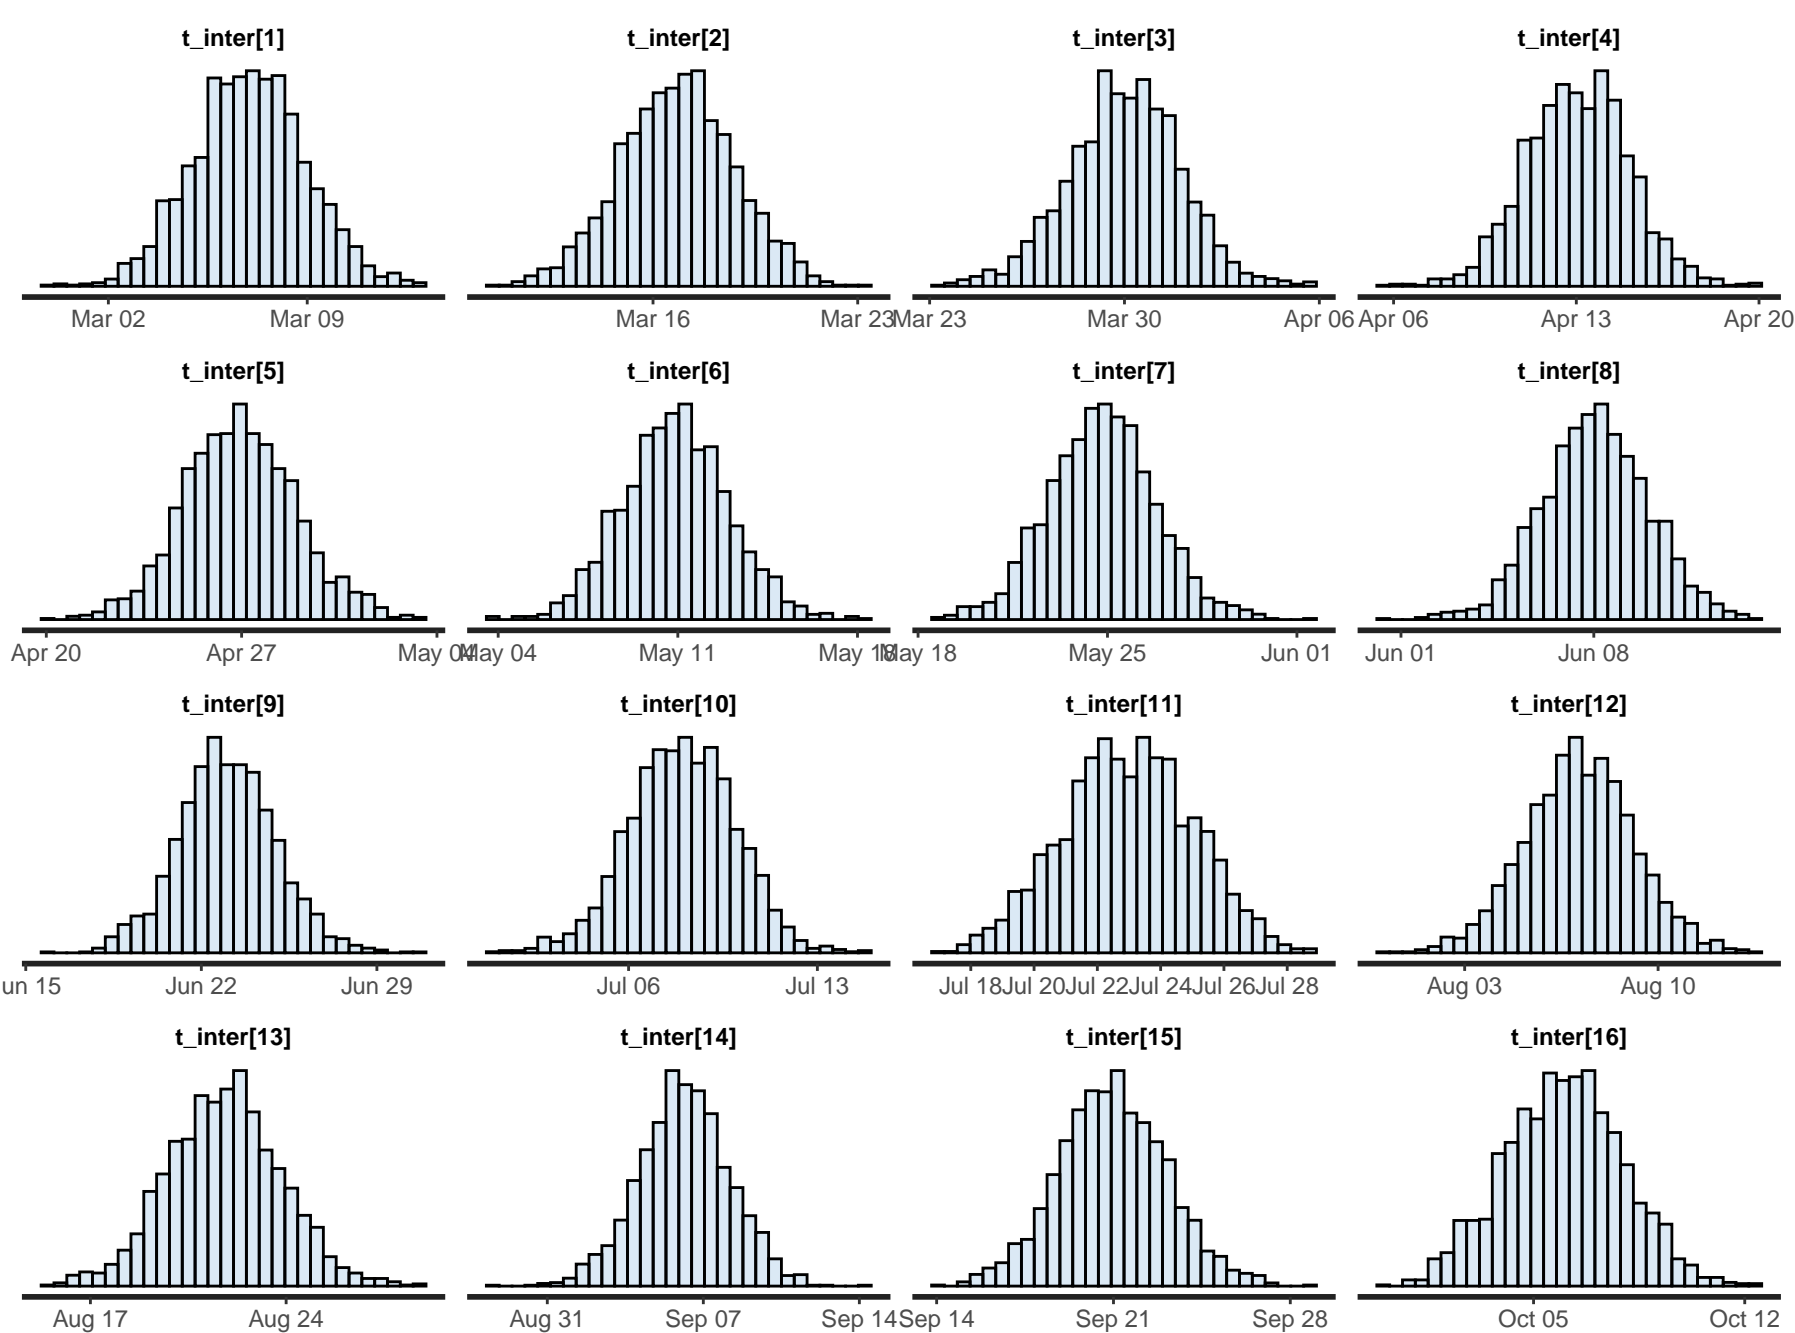 t_inter[1] t_inter[2] t_inter[3] t_inter[4]
Mar 02 Mar 09 Mar 16 Mar 23 Mar 23 Mar 30 Apr 06 Apr 06 Apr 13 Apr 20
t_inter[5] t_inter[6] t_inter[7] t_inter[8]
Apr 20 Apr 27 May 04 May 04 May 11 May 18 May 18 May 25 Jun 01 Jun 01 Jun 08
t_inter[9] t_inter[10] t_inter[11] t_inter[12]
un 15 Jun 22 Jun 29 Jul 06 Jul 13 Jul 18 Jul 20 Jul 22 Jul 24 Jul 26 Jul 28 Aug 03 Aug 10
t_inter[13] t_inter[14] t_inter[15] t_inter[16]
Aug 17 Aug 24 Aug 31 Sep 07 Sep 14 Sep 14 Sep 21 Sep 28 Oct 05 Oct 12